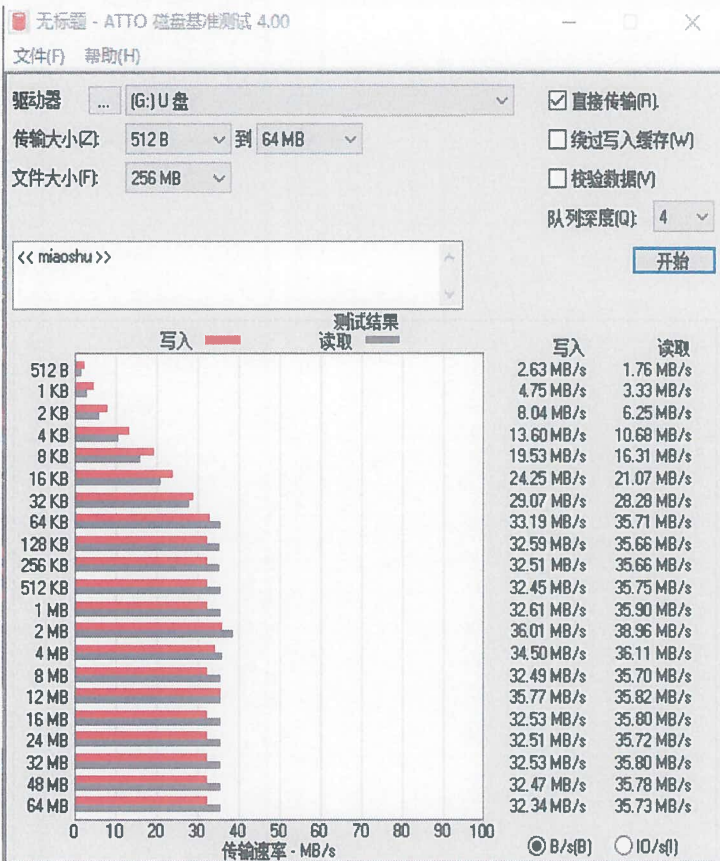 无标题 - ATTO 磁盘基准测试 4.00
文件(F) 帮助(H)
驱动器 ... (G:) U 盘 直接传输(R).
传输大小(Z): 512 B 到 64 MB 绕过写入缓存(W)
文件大小(F): 256 MB 校验数据(V)
队列深度(Q): 4
<< miaoshu >> 开始
测试结果
写入 读取 写入 读取
512 B 2.63 MB/s 1.76 MB/s
1 KB 4.75 MB/s 3.33 MB/s
2 KB 8.04 MB/s 6.25 MB/s
4 KB 13.60 MB/s 10.68 MB/s
8 KB 19.53 MB/s 16.31 MB/s
16 KB 24.25 MB/s 21.07 MB/s
32 KB 29.07 MB/s 28.28 MB/s
64 KB 33.19 MB/s 35.71 MB/s
128 KB 32.59 MB/s 35.66 MB/s
256 KB 32.51 MB/s 35.66 MB/s
512 KB 32.45 MB/s 35.75 MB/s
1 MB 32.61 MB/s 35.90 MB/s
2 MB 36.01 MB/s 38.96 MB/s
4 MB 34.50 MB/s 36.11 MB/s
8 MB 32.49 MB/s 35.70 MB/s
12 MB 35.77 MB/s 35.82 MB/s
16 MB 32.53 MB/s 35.80 MB/s
24 MB 32.51 MB/s 35.72 MB/s
32 MB 32.53 MB/s 35.80 MB/s
48 MB 32.47 MB/s 35.78 MB/s
64 MB 32.34 MB/s 35.73 MB/s
0 10 20 30 40 50 60 70 80 90 100
传输速率 - MB/s B/s(B) IO/s(I)